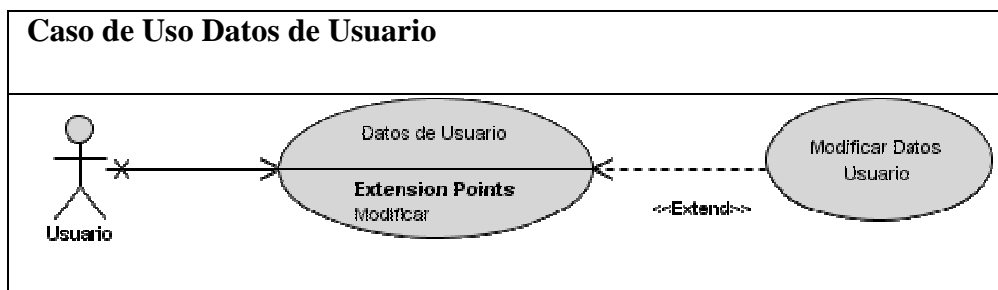 Caso de Uso Datos de Usuario
Datos de Usuario
Extension Points
Modificar
Usuario
<<Extend>>
Modificar Datos
Usuario